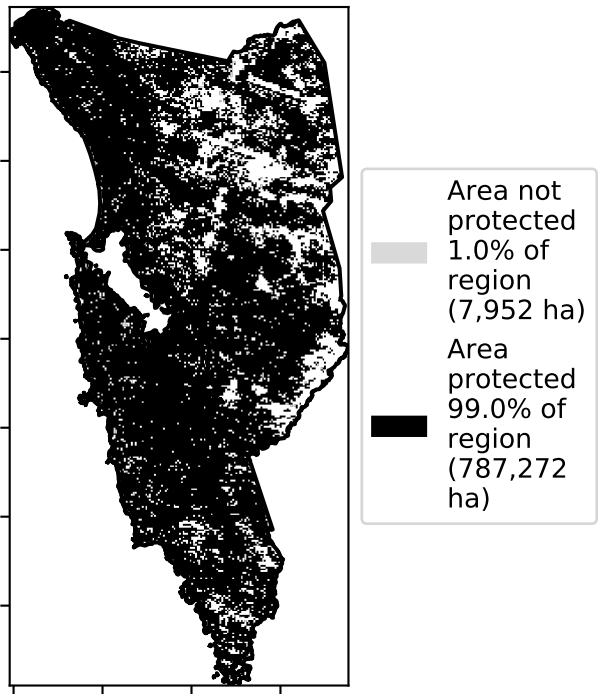 Area not
protected
1.0% of
region
(7,952 ha)
Area
protected
99.0% of
region
(787,272
ha)